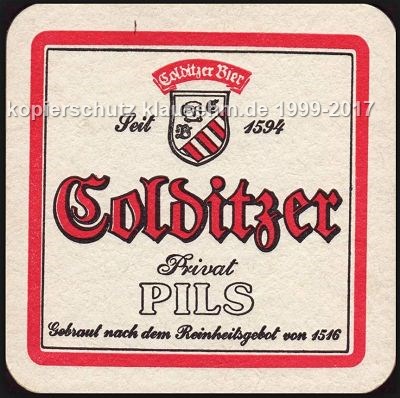 Colditzer Bier
kopierschutz klausehm.de 1999-2017
Seit 1594
C
B
Colditzer
Privat
PILS
Gebraut nach dem Reinheitsgebot von 1516